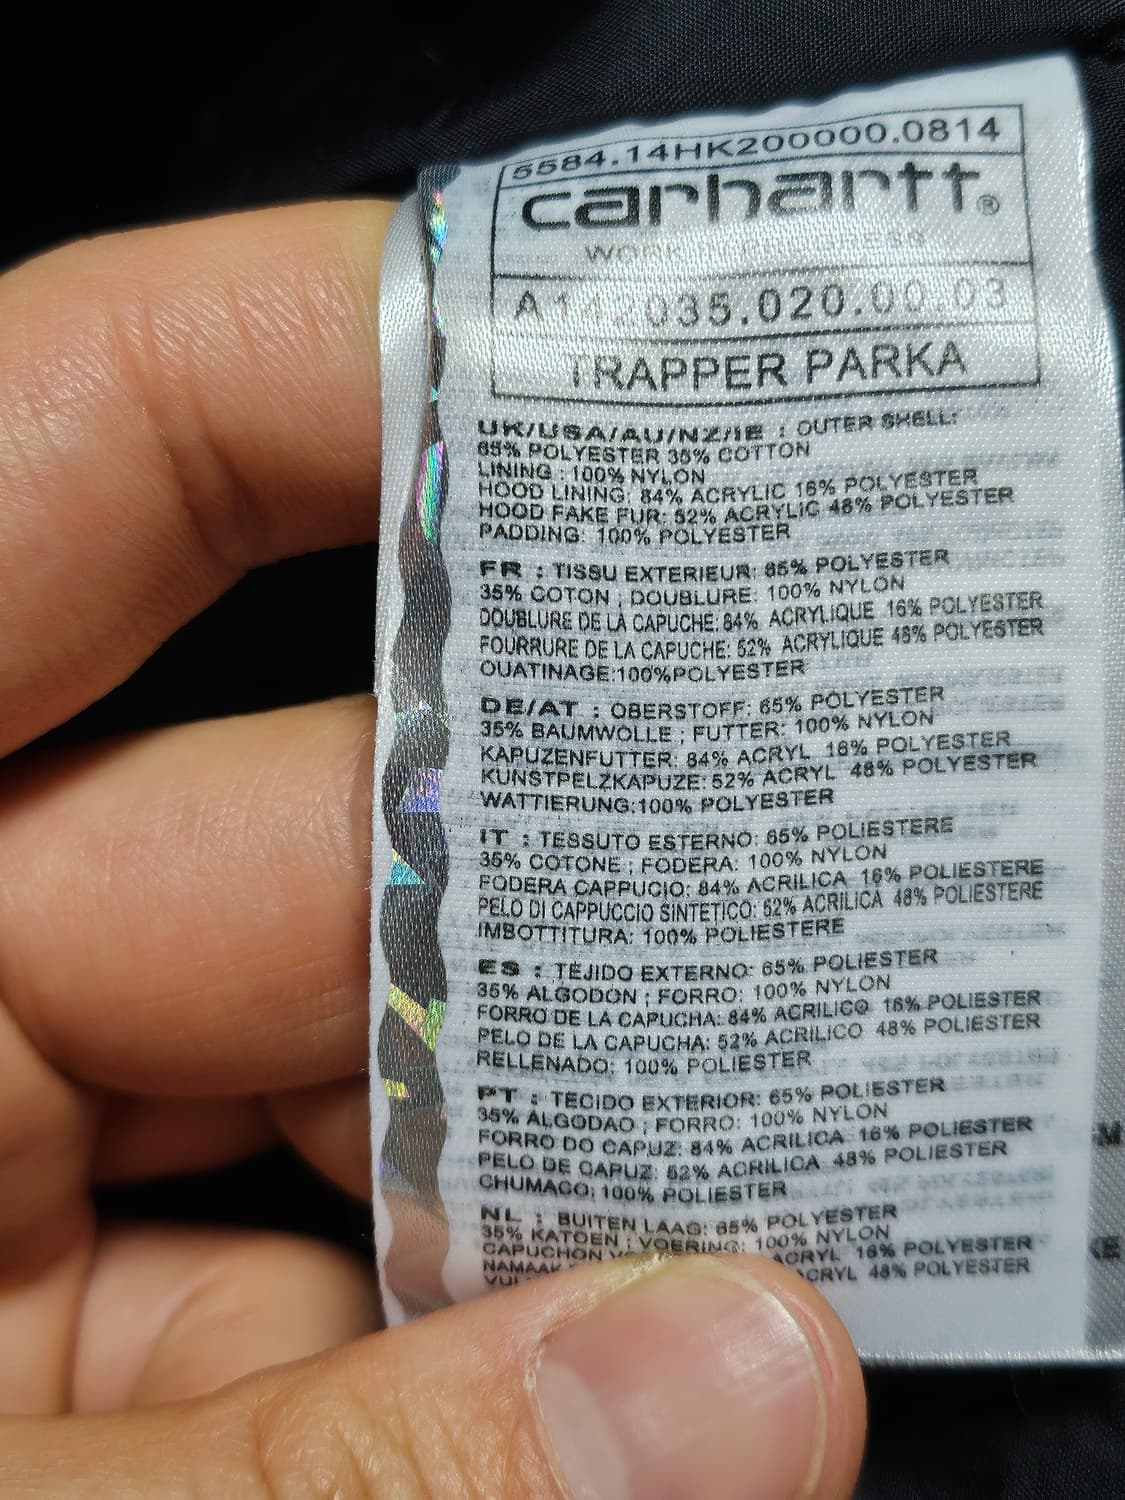 5584.14HK200000.0814
carhartt®
WORK IN PROGRESS
A142035.020.00.03
TRAPPER PARKA
UK/USA/AU/NZ/IE : OUTER SHELL:
65% POLYESTER 35% COTTON
LINING : 100% NYLON
HOOD LINING: 84% ACRYLIC 16% POLYESTER
HOOD FAKE FUR: 52% ACRYLIC 48% POLYESTER
PADDING: 100% POLYESTER
FR : TISSU EXTERIEUR: 65% POLYESTER
35% COTON ; DOUBLURE: 100% NYLON
DOUBLURE DE LA CAPUCHE: 84% ACRYLIQUE 16% POLYESTER
FOURRURE DE LA CAPUCHE: 52% ACRYLIQUE 48% POLYESTER
OUATINAGE:100%POLYESTER
DE/AT : OBERSTOFF: 65% POLYESTER
35% BAUMWOLLE ; FUTTER: 100% NYLON
KAPUZENFUTTER: 84% ACRYL 16% POLYESTER
KUNSTPELZKAPUZE: 52% ACRYL 48% POLYESTER
WATTIERUNG:100% POLYESTER
IT : TESSUTO ESTERNO: 65% POLIESTERE
35% COTONE ; FODERA: 100% NYLON
FODERA CAPPUCIO: 84% ACRILICA 16% POLIESTERE
PELO DI CAPPUCCIO SINTETICO: 52% ACRILICA 48% POLIESTERE
IMBOTTITURA: 100% POLIESTERE
ES : TEJIDO EXTERNO: 65% POLIESTER
35% ALGODON ; FORRO: 100% NYLON
FORRO DE LA CAPUCHA: 84% ACRILICO 16% POLIESTER
PELO DE LA CAPUCHA: 52% ACRILICO 48% POLIESTER
RELLENADO: 100% POLIESTER
PT : TECIDO EXTERIOR: 65% POLIESTER
35% ALGODAO ; FORRO: 100% NYLON
FORRO DO CAPUZ: 84% ACRILICA 16% POLIESTER
PELO DE CAPUZ: 52% ACRILICA 48% POLIESTER
CHUMACO: 100% POLIESTER
NL : BUITEN LAAG: 65% POLYESTER
35% KATOEN ; VOERING: 100% NYLON
CAPUCHON ACRYL 16% POLYESTER
NAMAAK ACRYL 48% POLYESTER